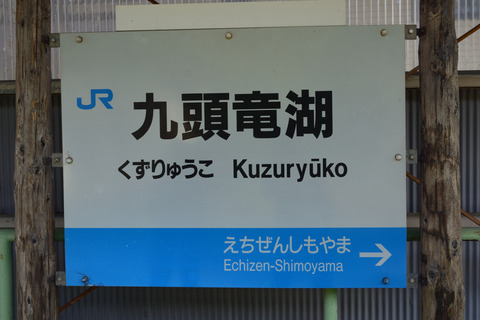 JR 九頭竜湖
くずりゅうこ Kuzuryūko
えちぜんしもやま →
Echizen-Shimoyama